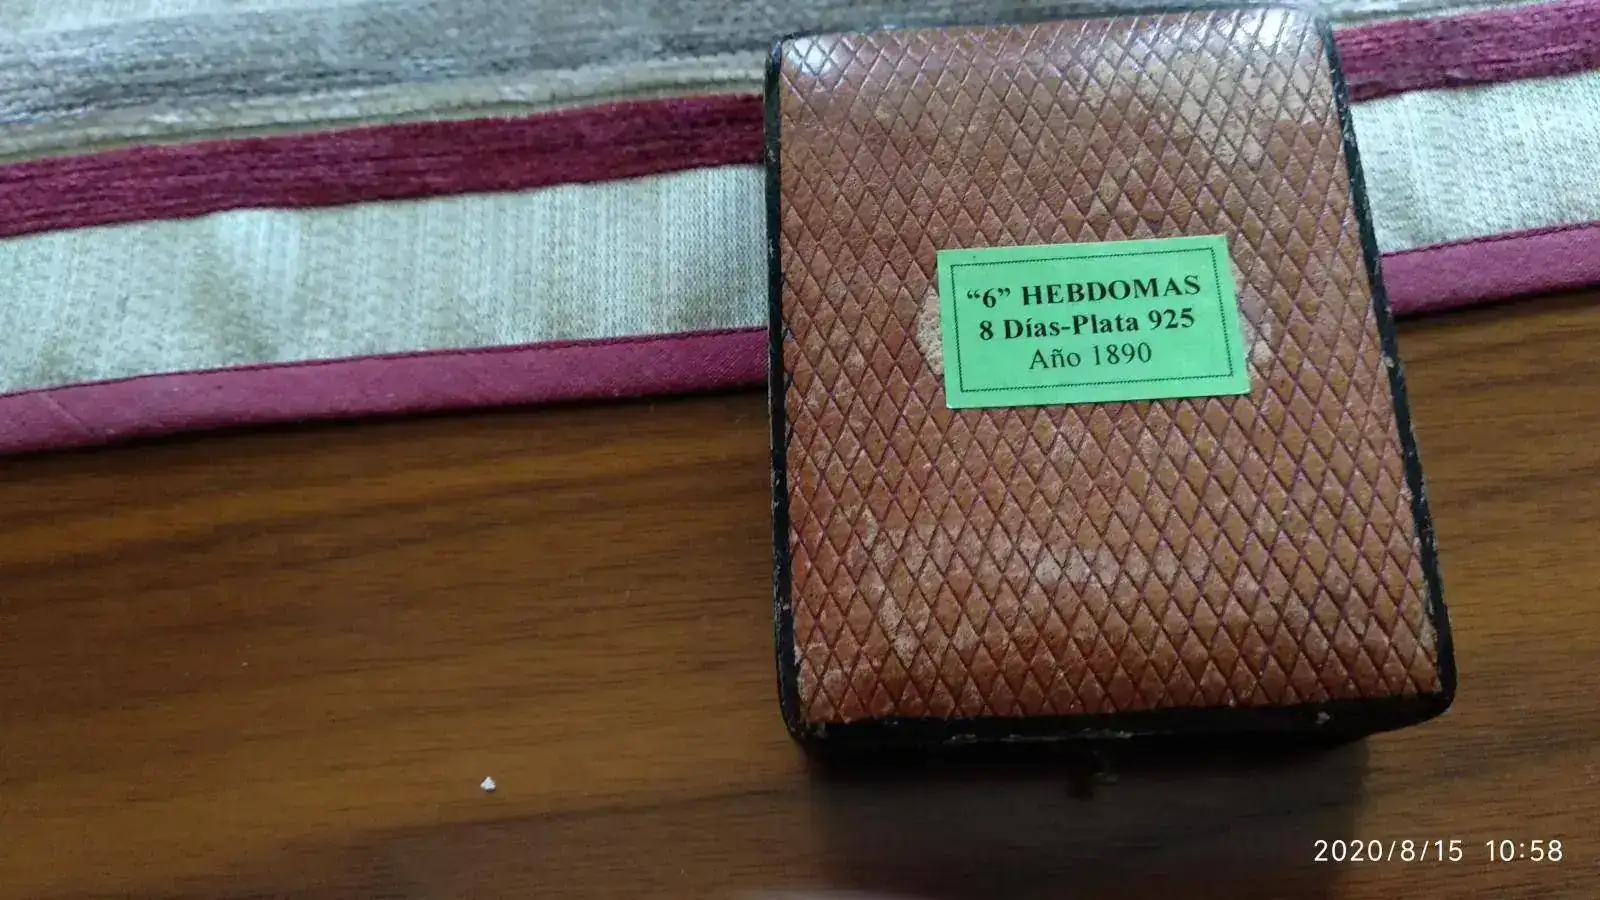 “6” HEBDOMAS
8 Días-Plata 925
Año 1890
2020/8/15 10:58